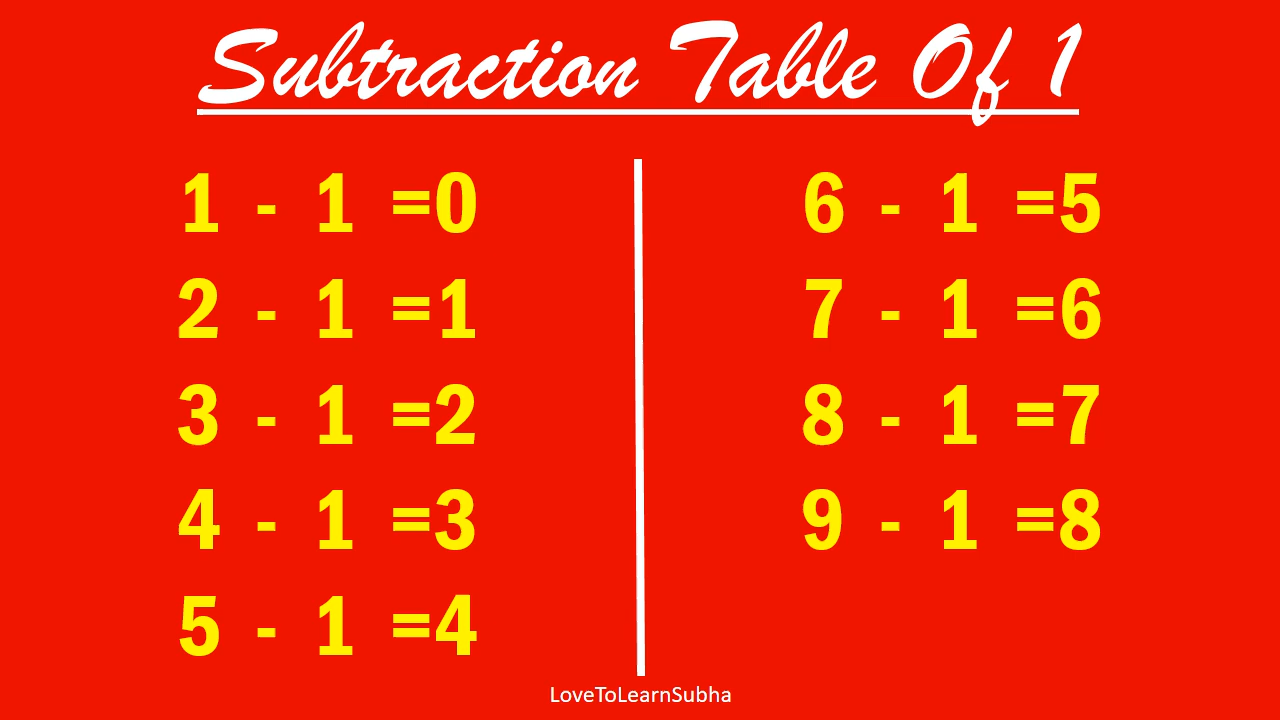 Subtraction Table Of 1
1 - 1 =0
2 - 1 =1
3 - 1 =2
4 - 1 =3
5 - 1 =4
6 - 1 =5
7 - 1 =6
8 - 1 =7
9 - 1 =8
LoveToLearnSubha